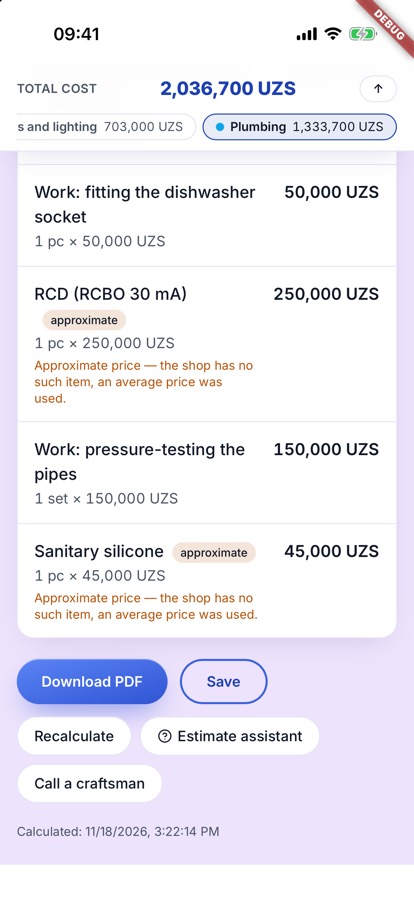 09:41
DEBUG
TOTAL COST 2,036,700 UZS
s and lighting 703,000 UZS Plumbing 1,333,700 UZS
Work: fitting the dishwasher 50,000 UZS
socket
1 pc × 50,000 UZS
RCD (RCBO 30 mA) 250,000 UZS
approximate
1 pc × 250,000 UZS
Approximate price — the shop has no
such item, an average price was
used.
Work: pressure-testing the 150,000 UZS
pipes
1 set × 150,000 UZS
Sanitary silicone approximate 45,000 UZS
1 pc × 45,000 UZS
Approximate price — the shop has no
such item, an average price was used.
Download PDF Save
Recalculate Estimate assistant
Call a craftsman
Calculated: 11/18/2026, 3:22:14 PM